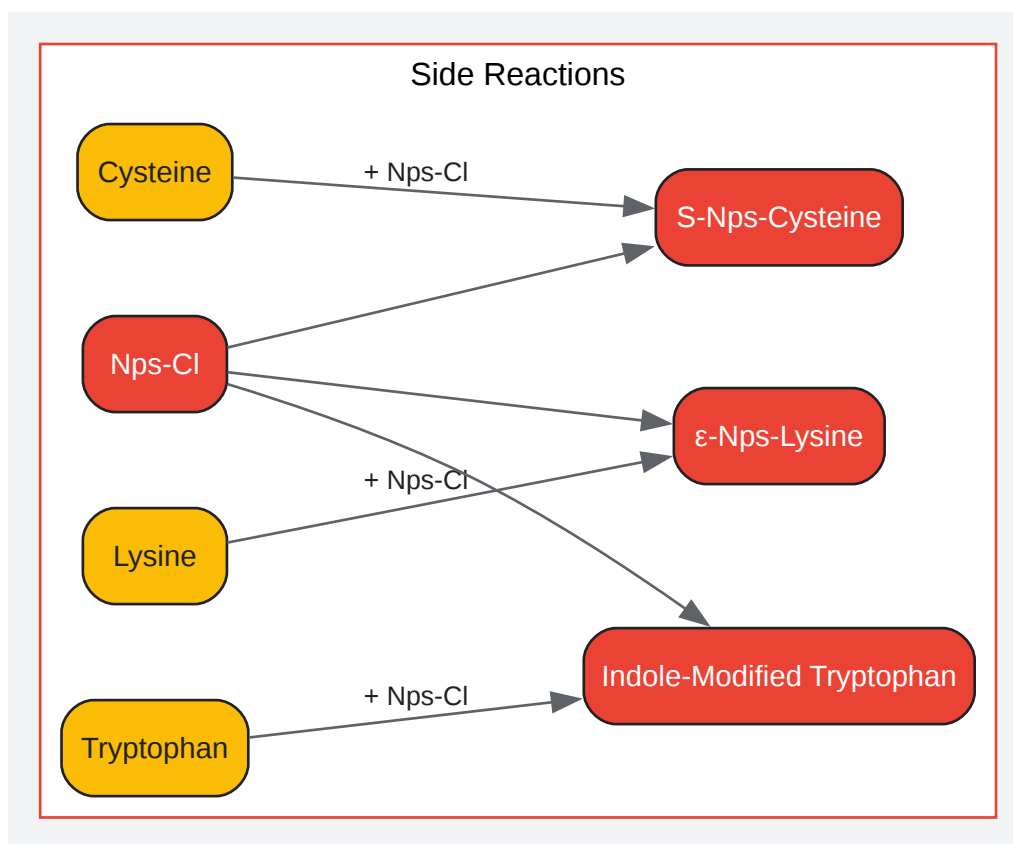 Side Reactions
Cysteine
+ Nps-Cl
S-Nps-Cysteine
Nps-Cl
ε-Nps-Lysine
+ Nps-Cl
Lysine
Indole-Modified Tryptophan
+ Nps-Cl
Tryptophan